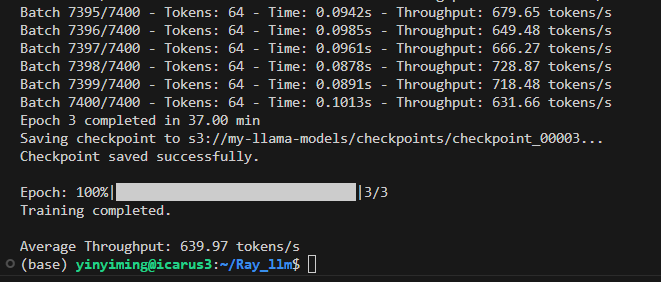 Batch 7395/7400 - Tokens: 64 - Time: 0.0942s - Throughput: 679.65 tokens/s
Batch 7396/7400 - Tokens: 64 - Time: 0.0985s - Throughput: 649.48 tokens/s
Batch 7397/7400 - Tokens: 64 - Time: 0.0961s - Throughput: 666.27 tokens/s
Batch 7398/7400 - Tokens: 64 - Time: 0.0878s - Throughput: 728.87 tokens/s
Batch 7399/7400 - Tokens: 64 - Time: 0.0891s - Throughput: 718.48 tokens/s
Batch 7400/7400 - Tokens: 64 - Time: 0.1013s - Throughput: 631.66 tokens/s
Epoch 3 completed in 37.00 min
Saving checkpoint to s3://my-llama-models/checkpoints/checkpoint_00003...
Checkpoint saved successfully.
Epoch: 100%| |3/3
Training completed.
Average Throughput: 639.97 tokens/s
(base) yinyiming@icarus3:~/Ray_llm$